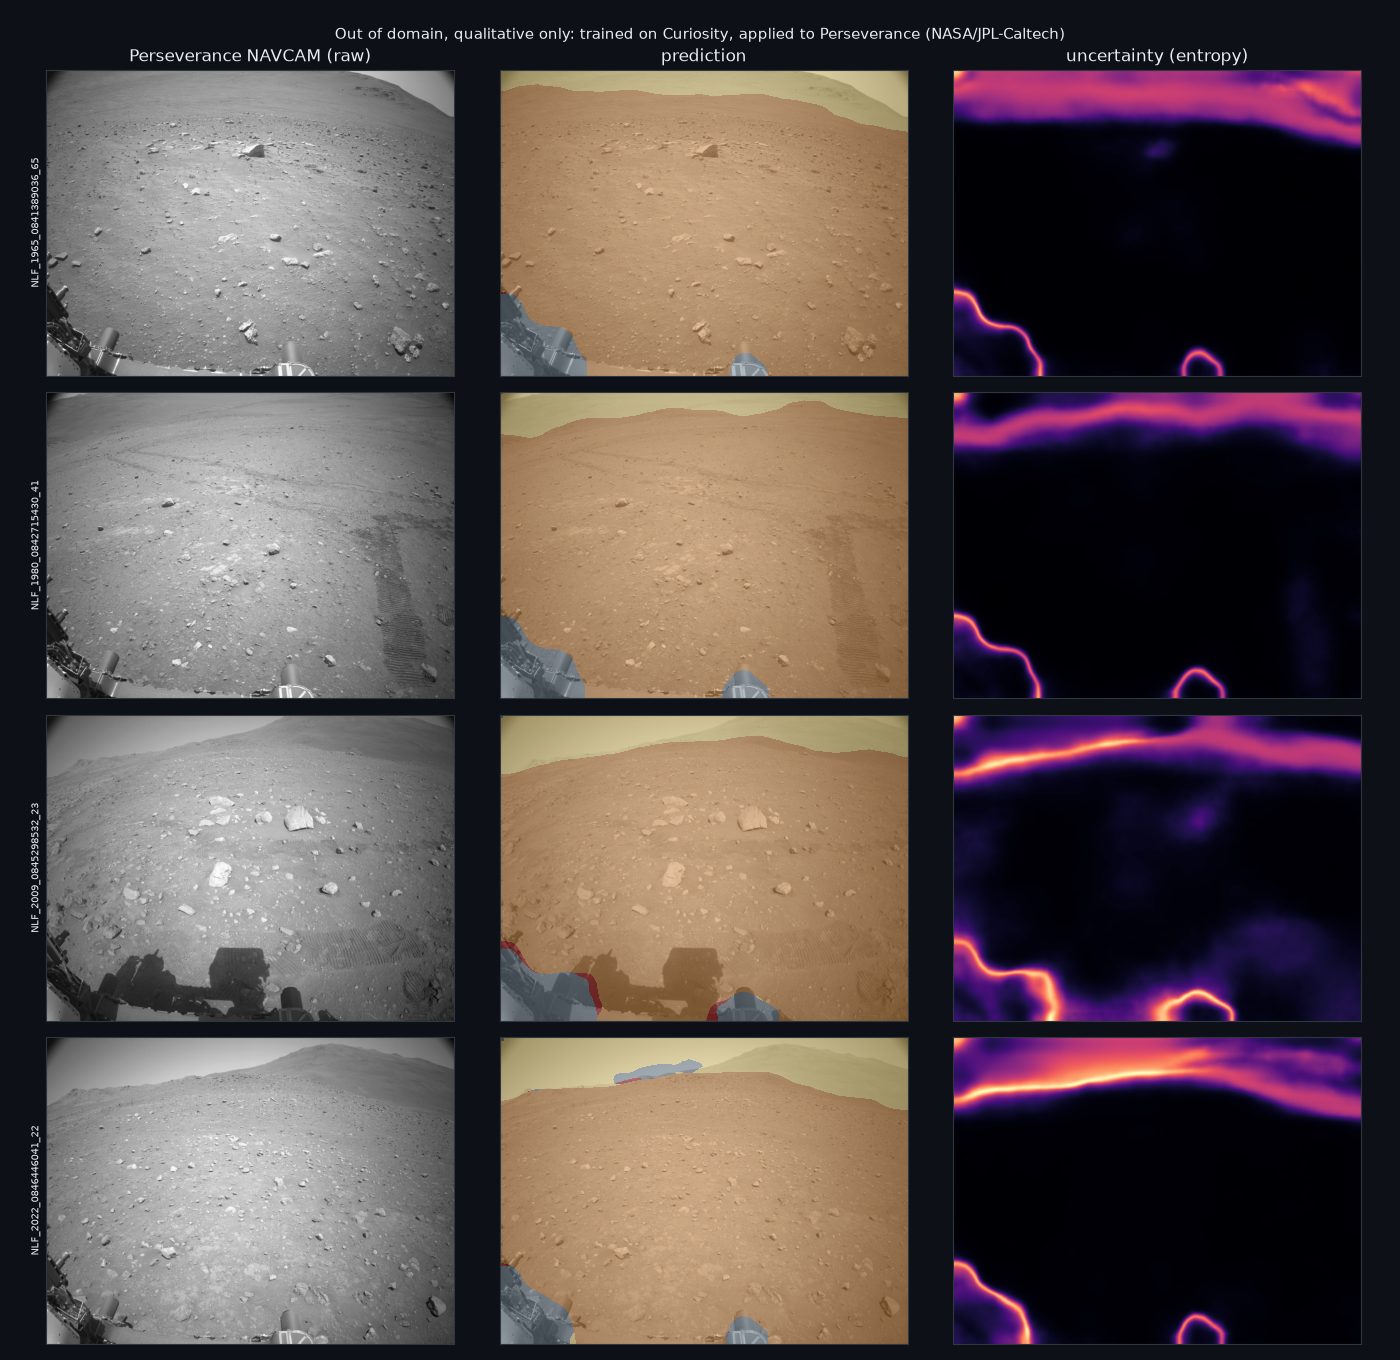 Out of domain, qualitative only: trained on Curiosity, applied to Perseverance (NASA/JPL-Caltech)
Perseverance NAVCAM (raw)
prediction
uncertainty (entropy)
NLF_1965_0841389036_65
NLF_1980_0842715430_41
NLF_2009_0845298532_23
NLF_2022_0846446041_22